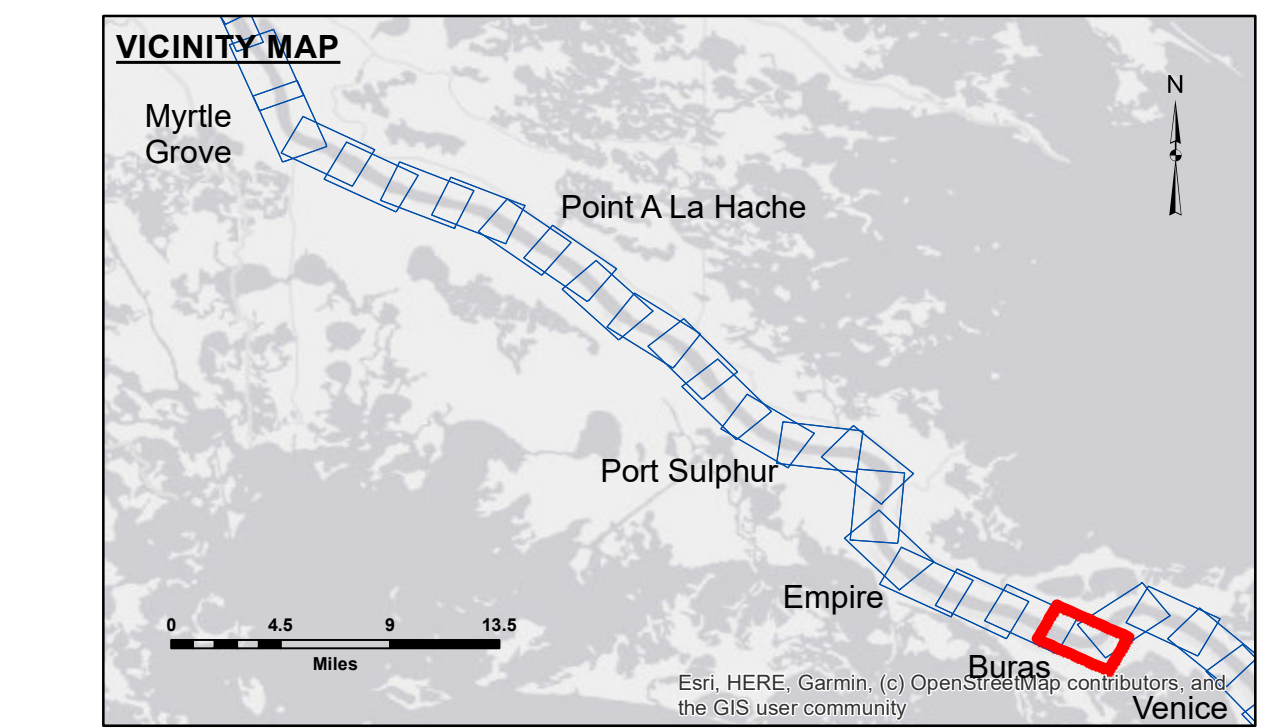 VICINITY MAP
N
Myrtle
Grove
Point A La Hache
Port Sulphur
Empire
0 4.5 9 13.5
Miles
Buras
Esri, HERE, Garmin, (c) OpenStreetMap contributors, and
the GIS user community
Venice